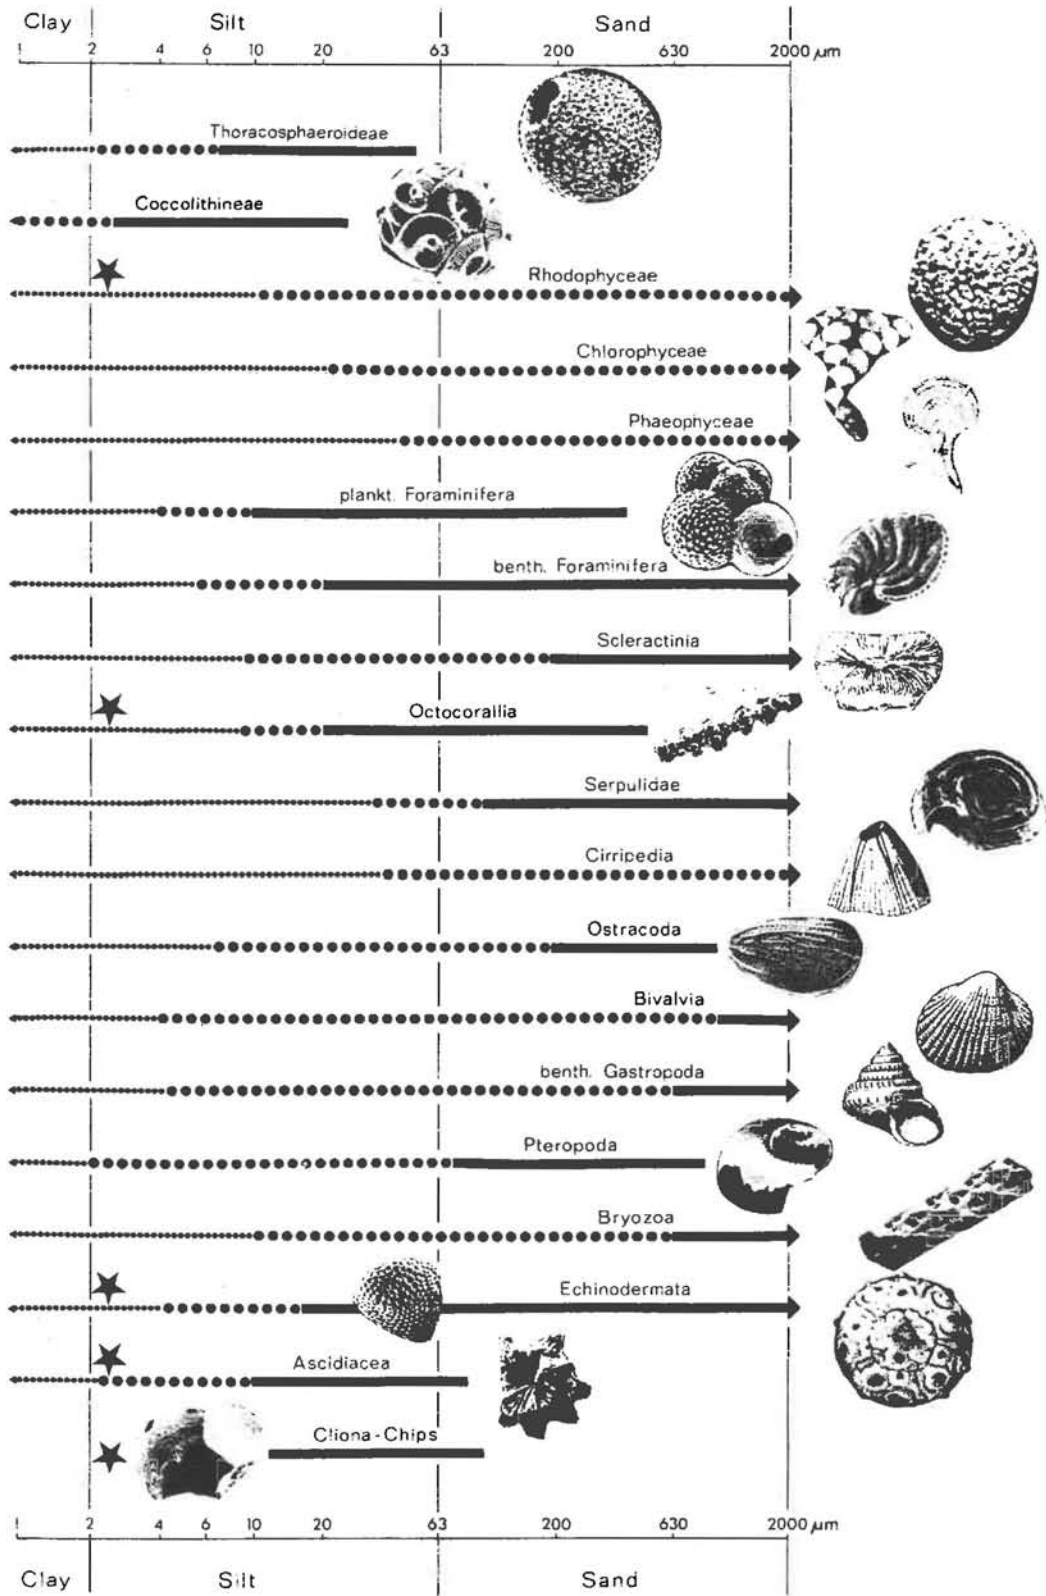 Clay Silt Sand
1 2 4 6 10 20 63 200 630 2000 µm
Thoracosphaeroideae
Coccolithineae
Rhodophyceae
Chlorophyceae
Phaeophyceae
plankt. Foraminifera
benth. Foraminifera
Scleractinia
Octocorallia
Serpulidae
Cirripedia
Ostracoda
Bivalvia
benth. Gastropoda
Pteropoda
Bryozoa
Echinodermata
Ascidiacea
Cliona-Chips
1 2 4 6 10 20 63 200 630 2000 µm
Clay Silt Sand